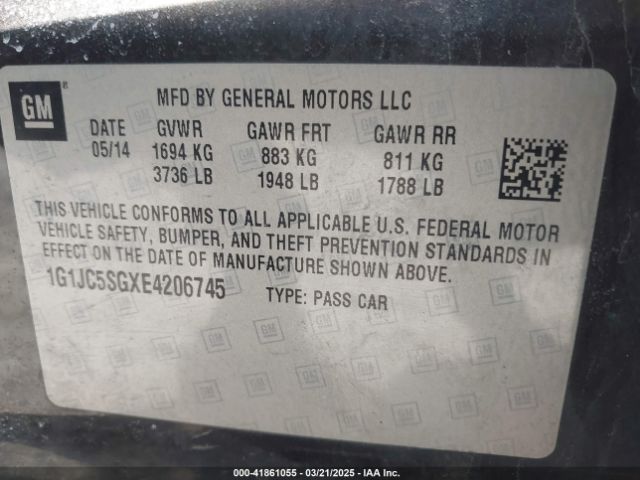 GM ®
MFD BY GENERAL MOTORS LLC
DATE GVWR GAWR FRT GAWR RR
05/14 1694 KG 883 KG 811 KG
3736 LB 1948 LB 1788 LB
THIS VEHICLE CONFORMS TO ALL APPLICABLE U.S. FEDERAL MOTOR
VEHICLE SAFETY, BUMPER, AND THEFT PREVENTION STANDARDS IN
EFFECT ON THE DATE OF MANUFACTURE SHOWN ABOVE.
1G1JC5SGXE4206745 TYPE: PASS CAR
000-41861055 — 03/21/2025 — IAA Inc.